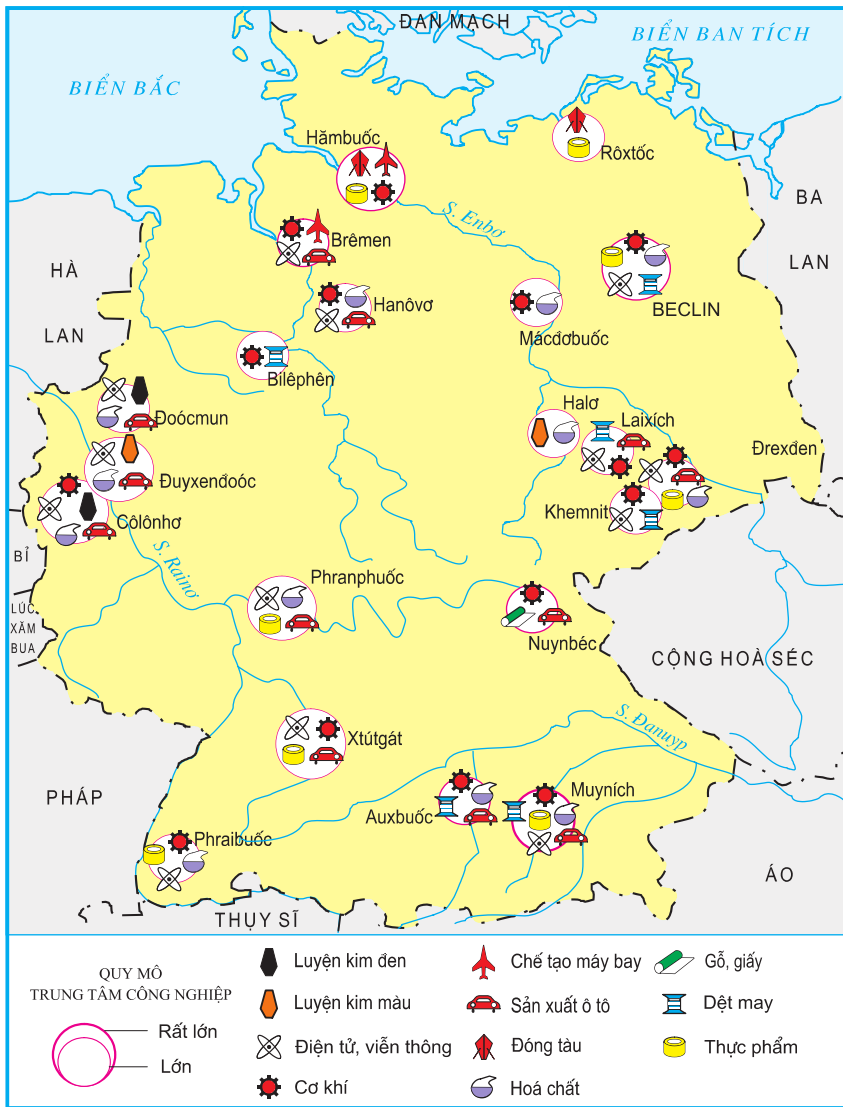 ĐAN MẠCH
BIỂN BAN TÍCH
BIỂN BẮC
Hămbuốc
Rôxtốc
BA
LAN
S. Enbơ
Brêmen
HÀ
LAN
Hanôvơ
BECLIN
Mácđơbuốc
Bilêphên
Halơ
Laixích
Đoócmun
Đrexđen
Đuyxenđoóc
Khemnit
Côlônhơ
BỈ
S. Rainơ
Phranphuốc
LÚC
XĂM
BUA
Nuynbéc
CỘNG HOÀ SÉC
S. Đanuyp
Xtútgát
PHÁP
Muyních
Auxbuốc
Phraibuốc
ÁO
THỤY SĨ
QUY MÔ
TRUNG TÂM CÔNG NGHIỆP
Rất lớn
Lớn
Luyện kim đen
Luyện kim màu
Điện tử, viễn thông
Cơ khí
Chế tạo máy bay
Sản xuất ô tô
Đóng tàu
Hoá chất
Gỗ, giấy
Dệt may
Thực phẩm